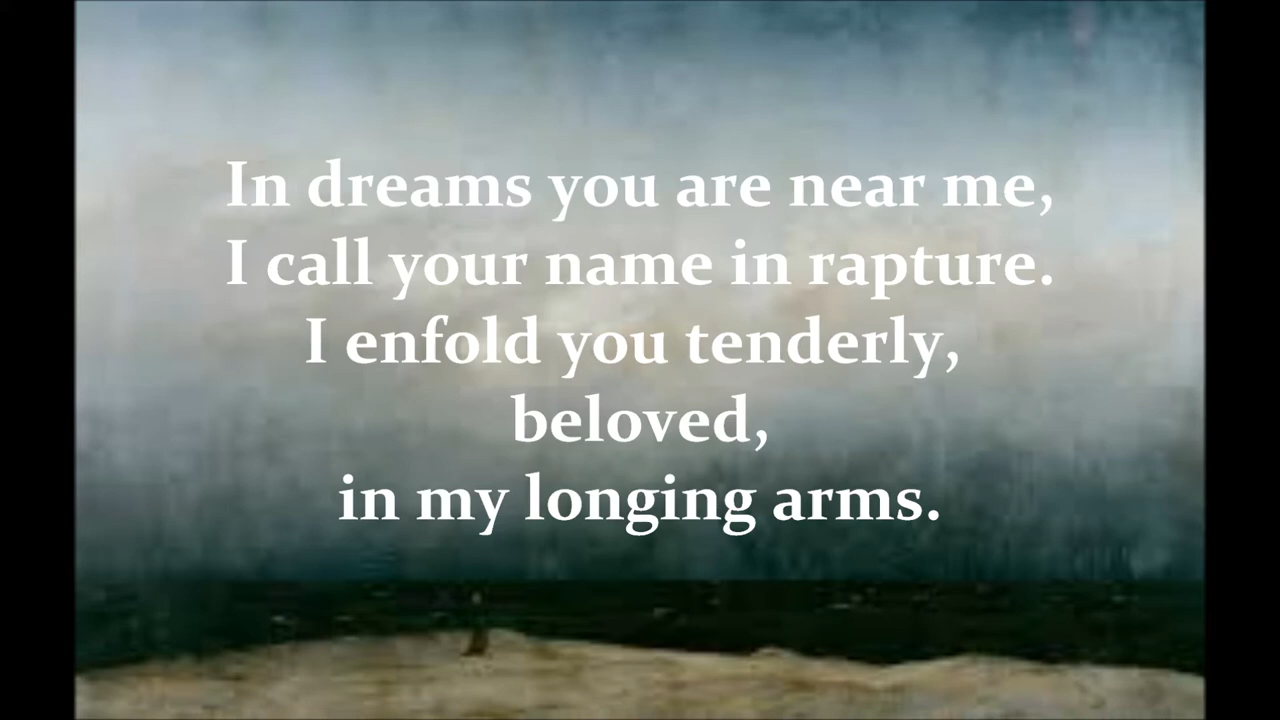 In dreams you are near me,
I call your name in rapture.
I enfold you tenderly,
beloved,
in my longing arms.